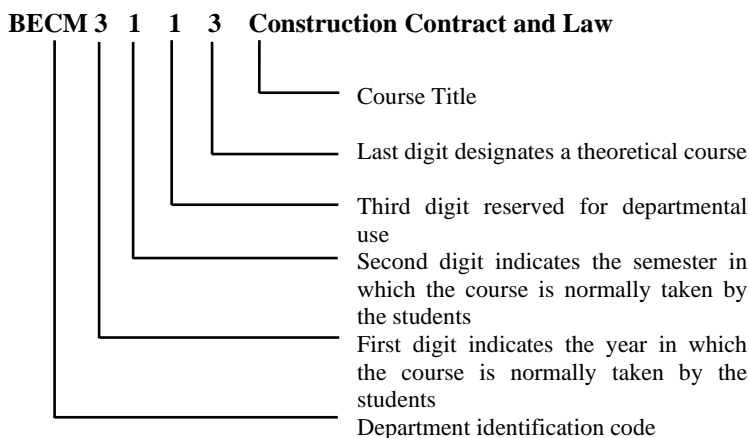 BECM 3 1 1 3 Construction Contract and Law
Course Title
Last digit designates a theoretical course
Third digit reserved for departmental
use
Second digit indicates the semester in
which the course is normally taken by
the students
First digit indicates the year in which
the course is normally taken by the
students
Department identification code